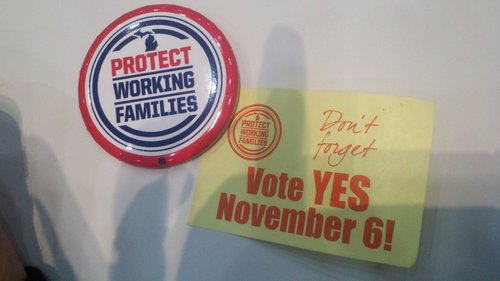 PROTECT
WORKING
FAMILIES
PROTECT
WORKING
FAMILIES
Don't
forget
Vote YES
November 6!